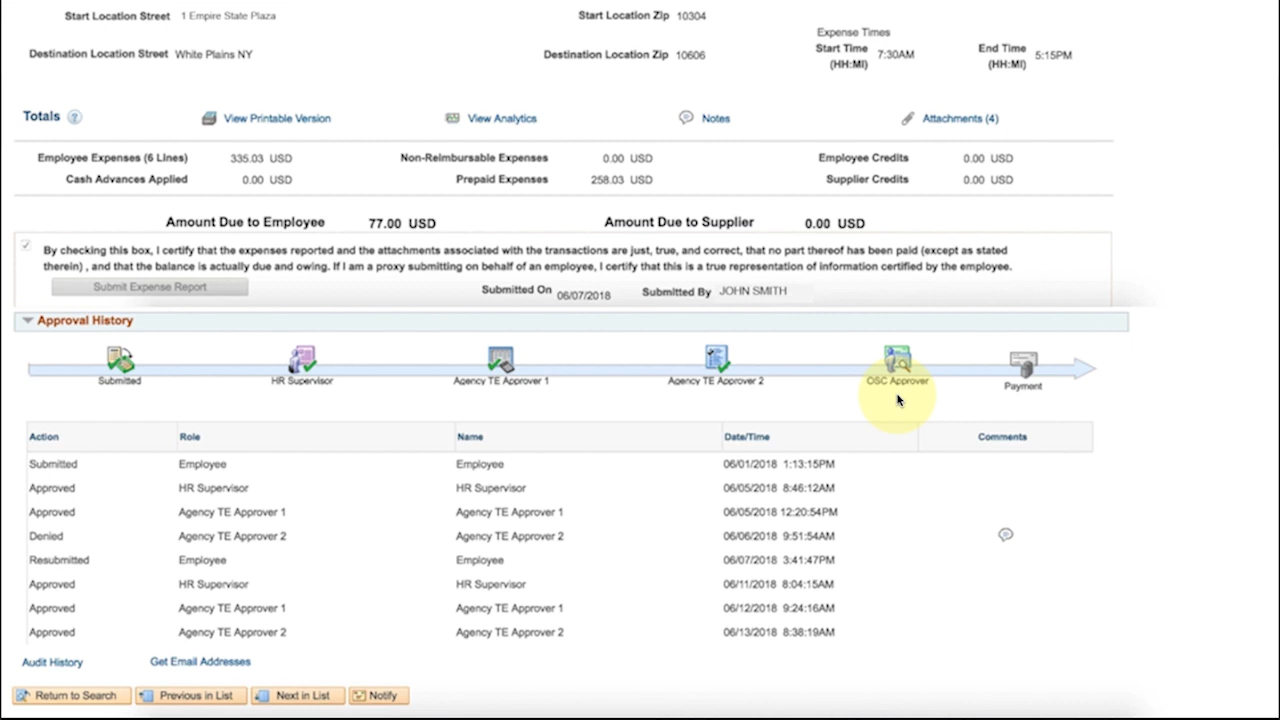 Start Location Street 1 Empire State Plaza Start Location Zip 10304
Expense Times
Destination Location Street White Plains NY Destination Location Zip 10606 Start Time (HH:MI) 7:30AM End Time (HH:MI) 5:15PM
Totals ? View Printable Version View Analytics Notes Attachments (4)
Employee Expenses (6 Lines) 335.03 USD Non-Reimbursable Expenses 0.00 USD Employee Credits 0.00 USD
Cash Advances Applied 0.00 USD Prepaid Expenses 258.03 USD Supplier Credits 0.00 USD
Amount Due to Employee 77.00 USD Amount Due to Supplier 0.00 USD
By checking this box, I certify that the expenses reported and the attachments associated with the transactions are just, true, and correct, that no part thereof has been paid (except as stated
therein) , and that the balance is actually due and owing. If I am a proxy submitting on behalf of an employee, I certify that this is a true representation of information certified by the employee.
Submit Expense Report Submitted On 06/07/2018 Submitted By JOHN SMITH
Approval History
Submitted HR Supervisor Agency TE Approver 1 Agency TE Approver 2 OSC Approver Payment
Action Role Name Date/Time Comments
Submitted Employee Employee 06/01/2018 1:13:15PM
Approved HR Supervisor HR Supervisor 06/05/2018 8:46:12AM
Approved Agency TE Approver 1 Agency TE Approver 1 06/05/2018 12:20:54PM
Denied Agency TE Approver 2 Agency TE Approver 2 06/06/2018 9:51:54AM
Resubmitted Employee Employee 06/07/2018 3:41:47PM
Approved HR Supervisor HR Supervisor 06/11/2018 8:04:15AM
Approved Agency TE Approver 1 Agency TE Approver 1 06/12/2018 9:24:16AM
Approved Agency TE Approver 2 Agency TE Approver 2 06/13/2018 8:38:19AM
Audit History Get Email Addresses
Return to Search Previous in List Next in List Notify